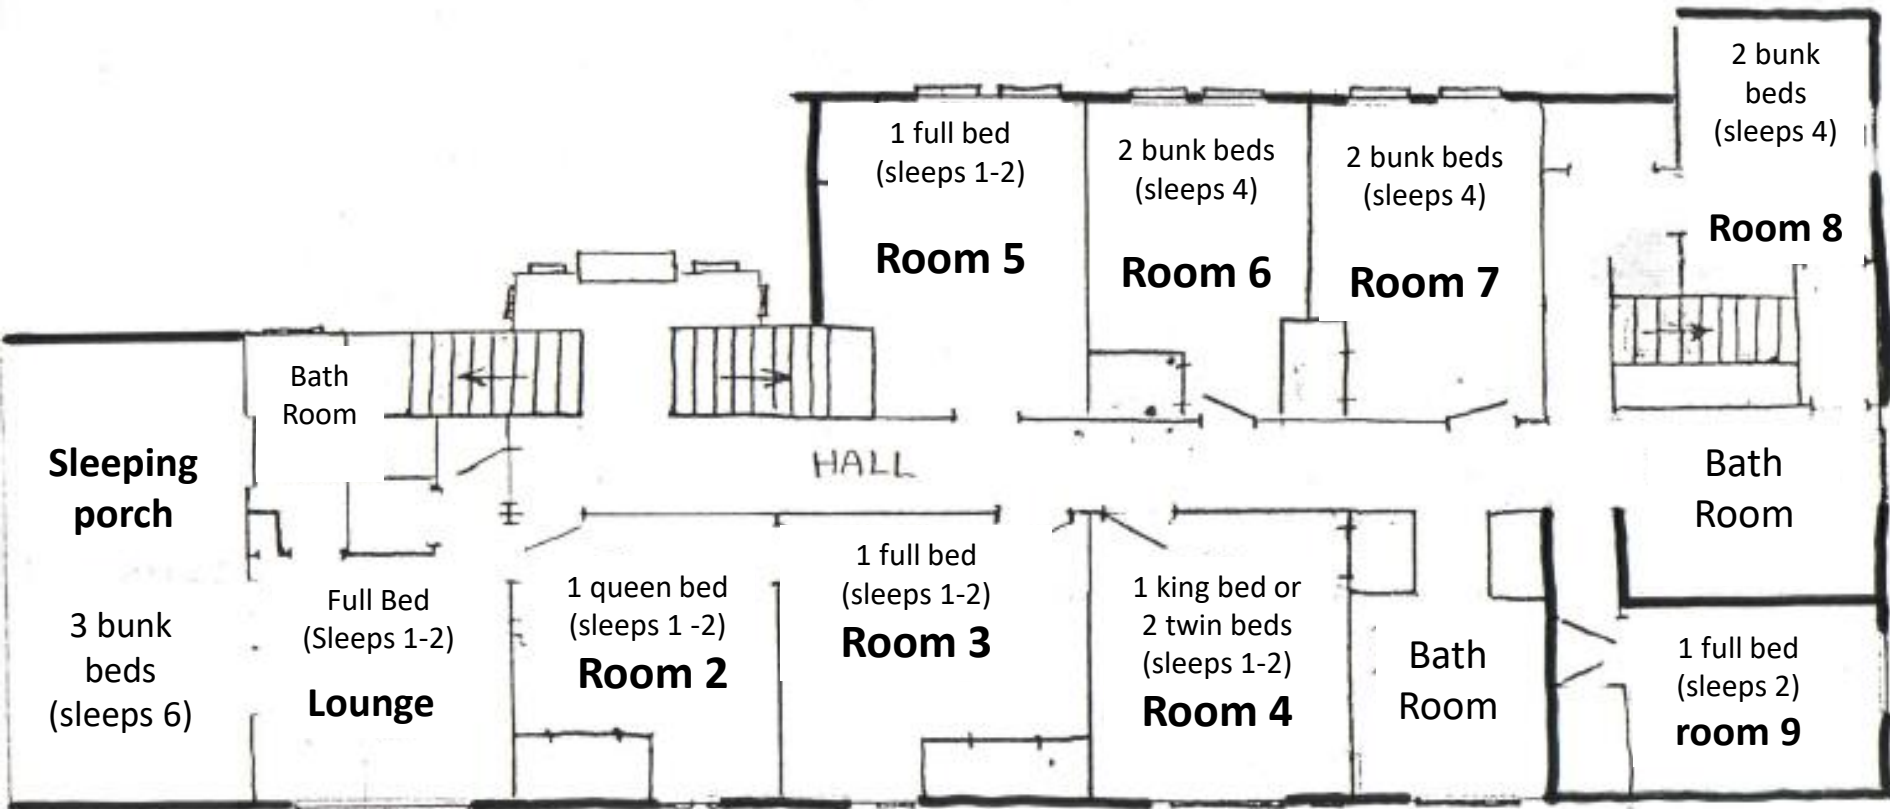 2 bunk
beds
(sleeps 4)
Room 8
1 full bed
(sleeps 1-2)
Room 5
2 bunk beds
(sleeps 4)
Room 6
2 bunk beds
(sleeps 4)
Room 7
Bath
Room
HALL
Sleeping
porch
3 bunk
beds
(sleeps 6)
Full Bed
(Sleeps 1-2)
Lounge
1 queen bed
(sleeps 1 -2)
Room 2
1 full bed
(sleeps 1-2)
Room 3
1 king bed or
2 twin beds
(sleeps 1-2)
Room 4
Bath
Room
Bath
Room
1 full bed
(sleeps 2)
room 9